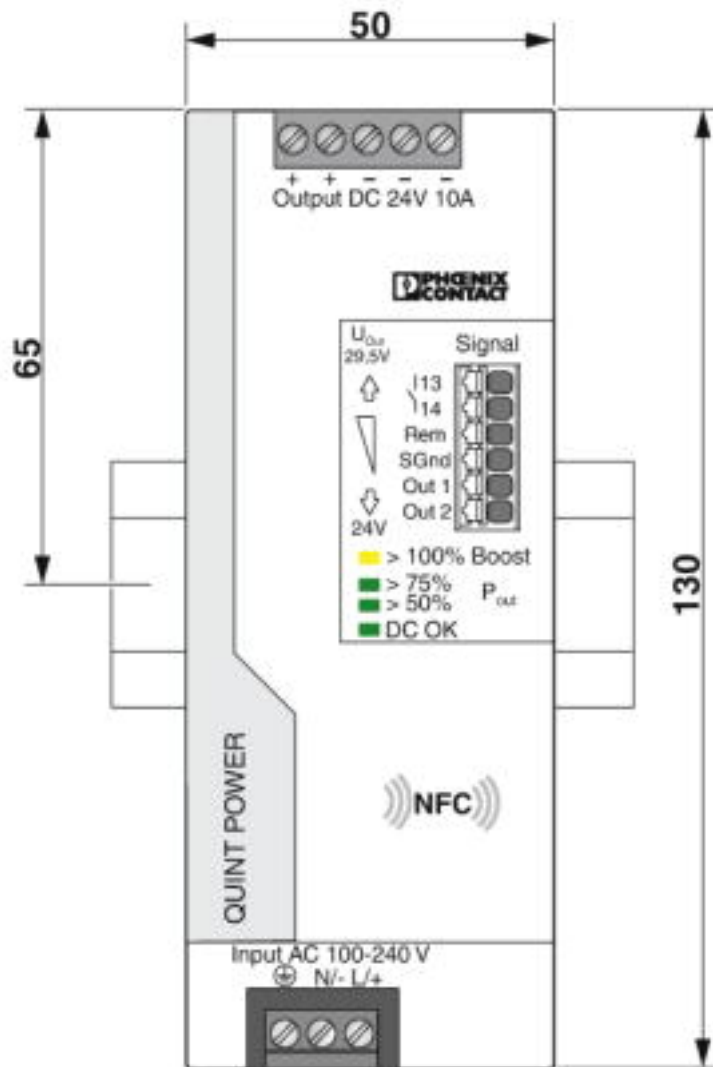 50
+ + – – –
Output DC 24V 10A
PHŒNIX
CONTACT
65
130
UOut
29,5V
Signal
13
14
Rem
SGnd
Out 1
Out 2
24V
> 100% Boost
> 75%
> 50%
Pout
DC OK
QUINT POWER
NFC
Input AC 100-240 V
N/- L/+